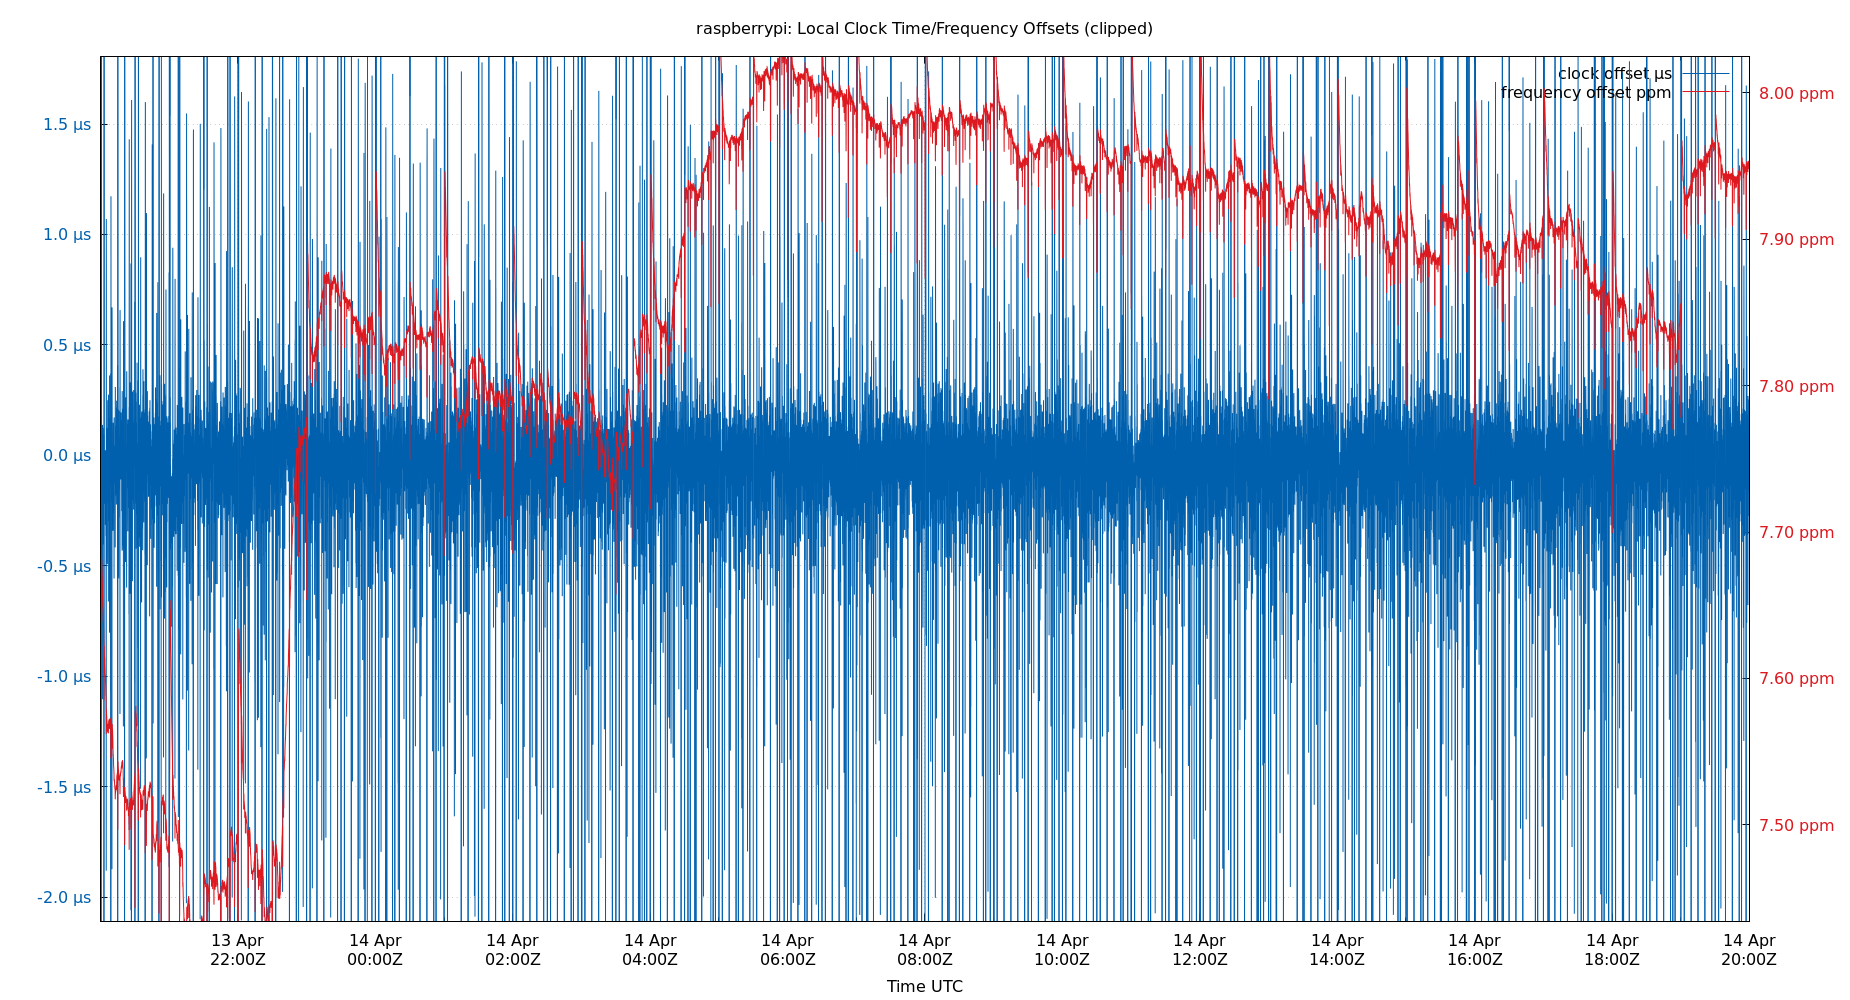 raspberrypi: Local Clock Time/Frequency Offsets (clipped)
clock offset µs
frequency offset ppm
1.5 µs
1.0 µs
0.5 µs
0.0 µs
-0.5 µs
-1.0 µs
-1.5 µs
-2.0 µs
8.00 ppm
7.90 ppm
7.80 ppm
7.70 ppm
7.60 ppm
7.50 ppm
13 Apr
22:00Z
14 Apr
00:00Z
14 Apr
02:00Z
14 Apr
04:00Z
14 Apr
06:00Z
14 Apr
08:00Z
14 Apr
10:00Z
14 Apr
12:00Z
14 Apr
14:00Z
14 Apr
16:00Z
14 Apr
18:00Z
14 Apr
20:00Z
Time UTC